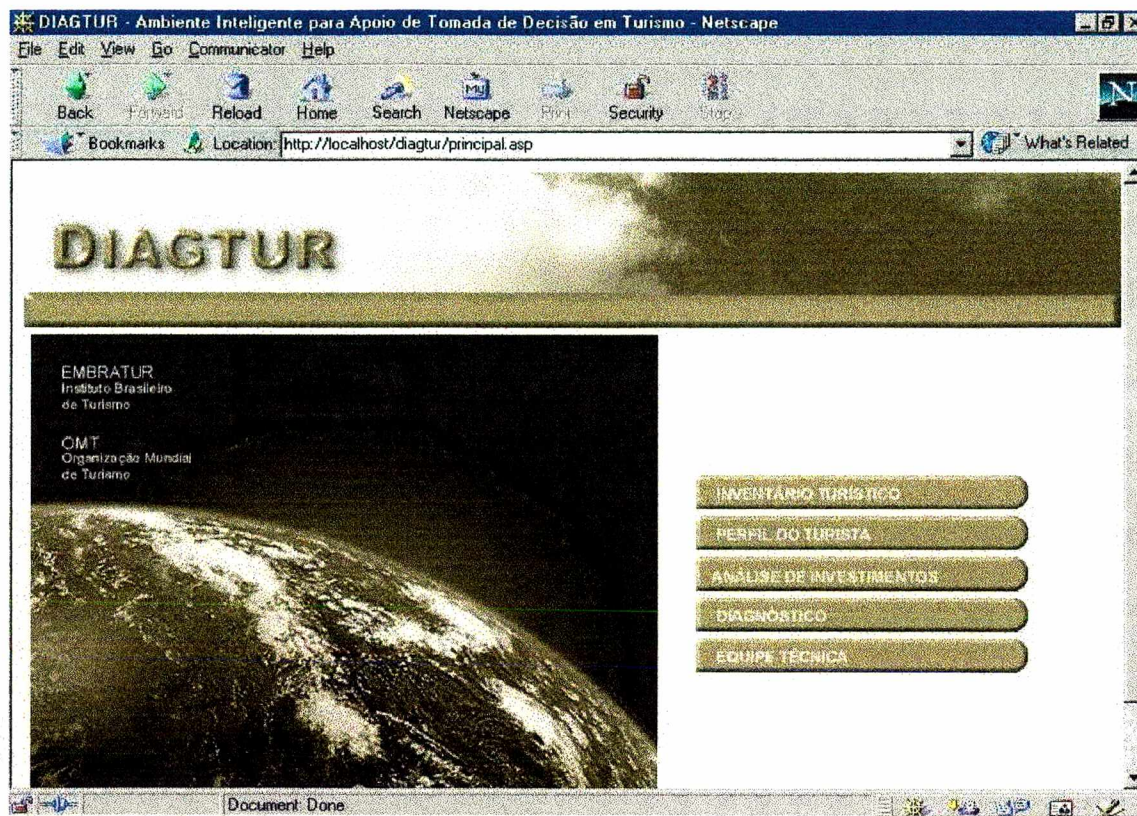 DIAGTUR - Ambiente Inteligente para Apoio de Tomada de Decisão em Turismo - Netscape
File Edit View Go Communicator Help
Back Forward Reload Home Search Netscape Print Security Stop
Bookmarks Location: http://localhost/diagtur/principal.asp What's Related
DIAGTUR
EMBRATUR
Instituto Brasileiro
de Turismo
OMT
Organização Mundial
de Turismo
INVENTÁRIO TURÍSTICO
PERFIL DO TURISTA
ANÁLISE DE INVESTIMENTOS
DIAGNÓSTICO
EQUIPE TÉCNICA
Document: Done